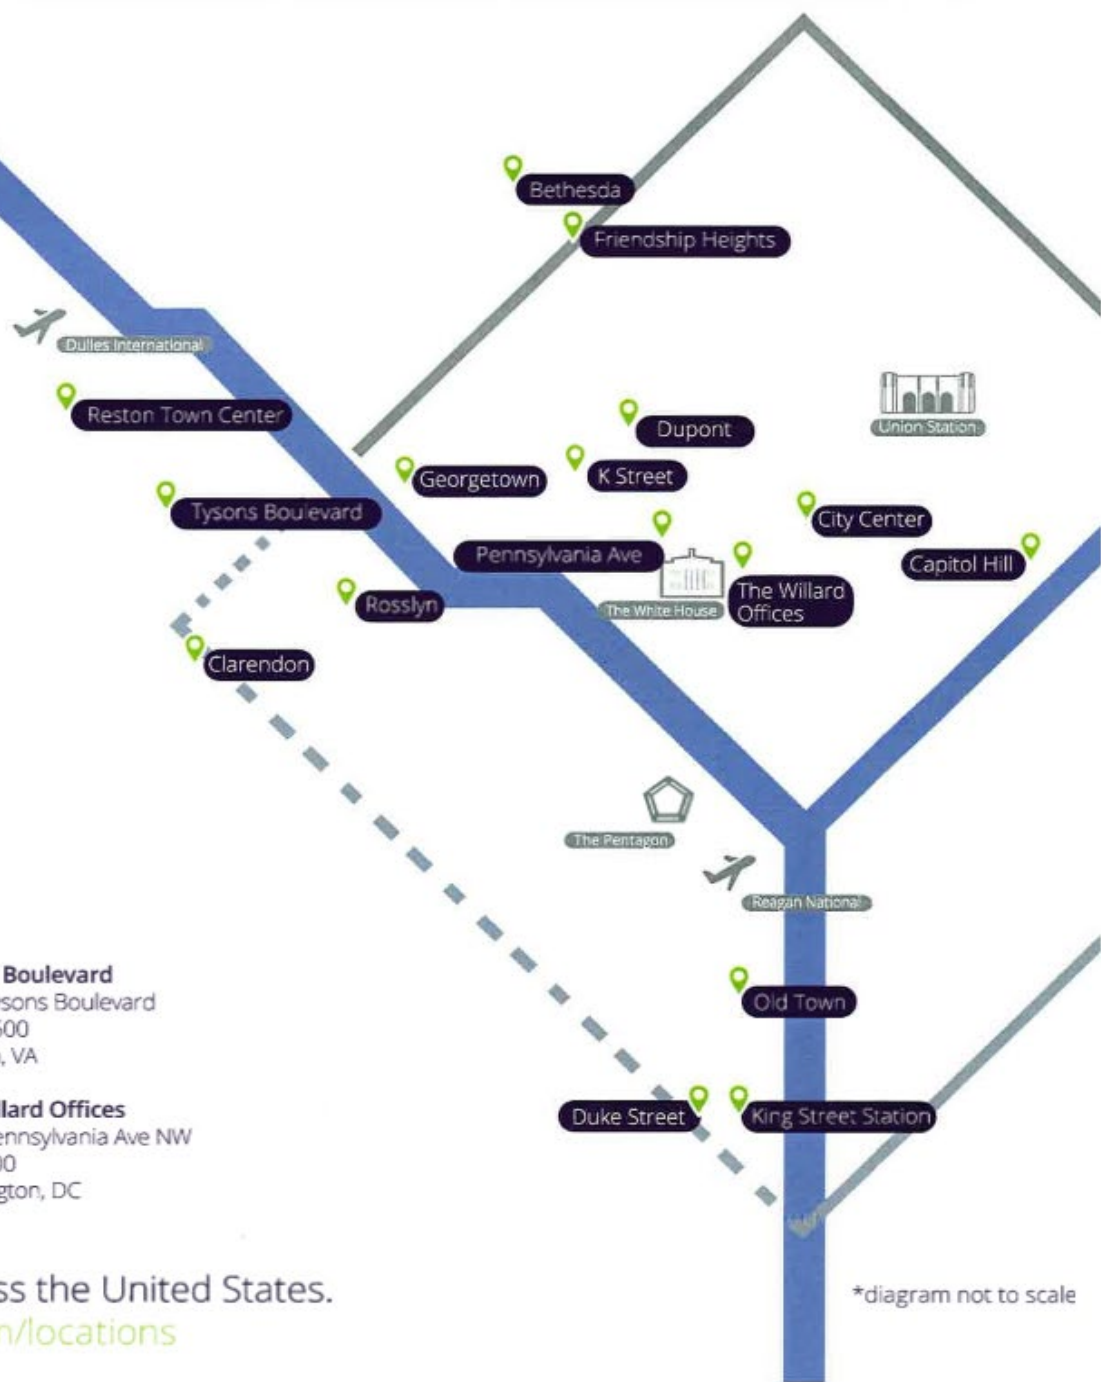 Bethesda
Friendship Heights
Dulles International
Reston Town Center
Dupont
Union Station
Georgetown
K Street
Tysons Boulevard
City Center
Pennsylvania Ave
Capitol Hill
The Willard
Offices
Rosslyn
The White House
Clarendon
The Pentagon
Reagan National
Old Town
Duke Street
King Street Station
Boulevard
sons Boulevard
500
, VA
llard Offices
ennsylvania Ave NW
00
gton, DC
ss the United States.
n/locations
*diagram not to scale